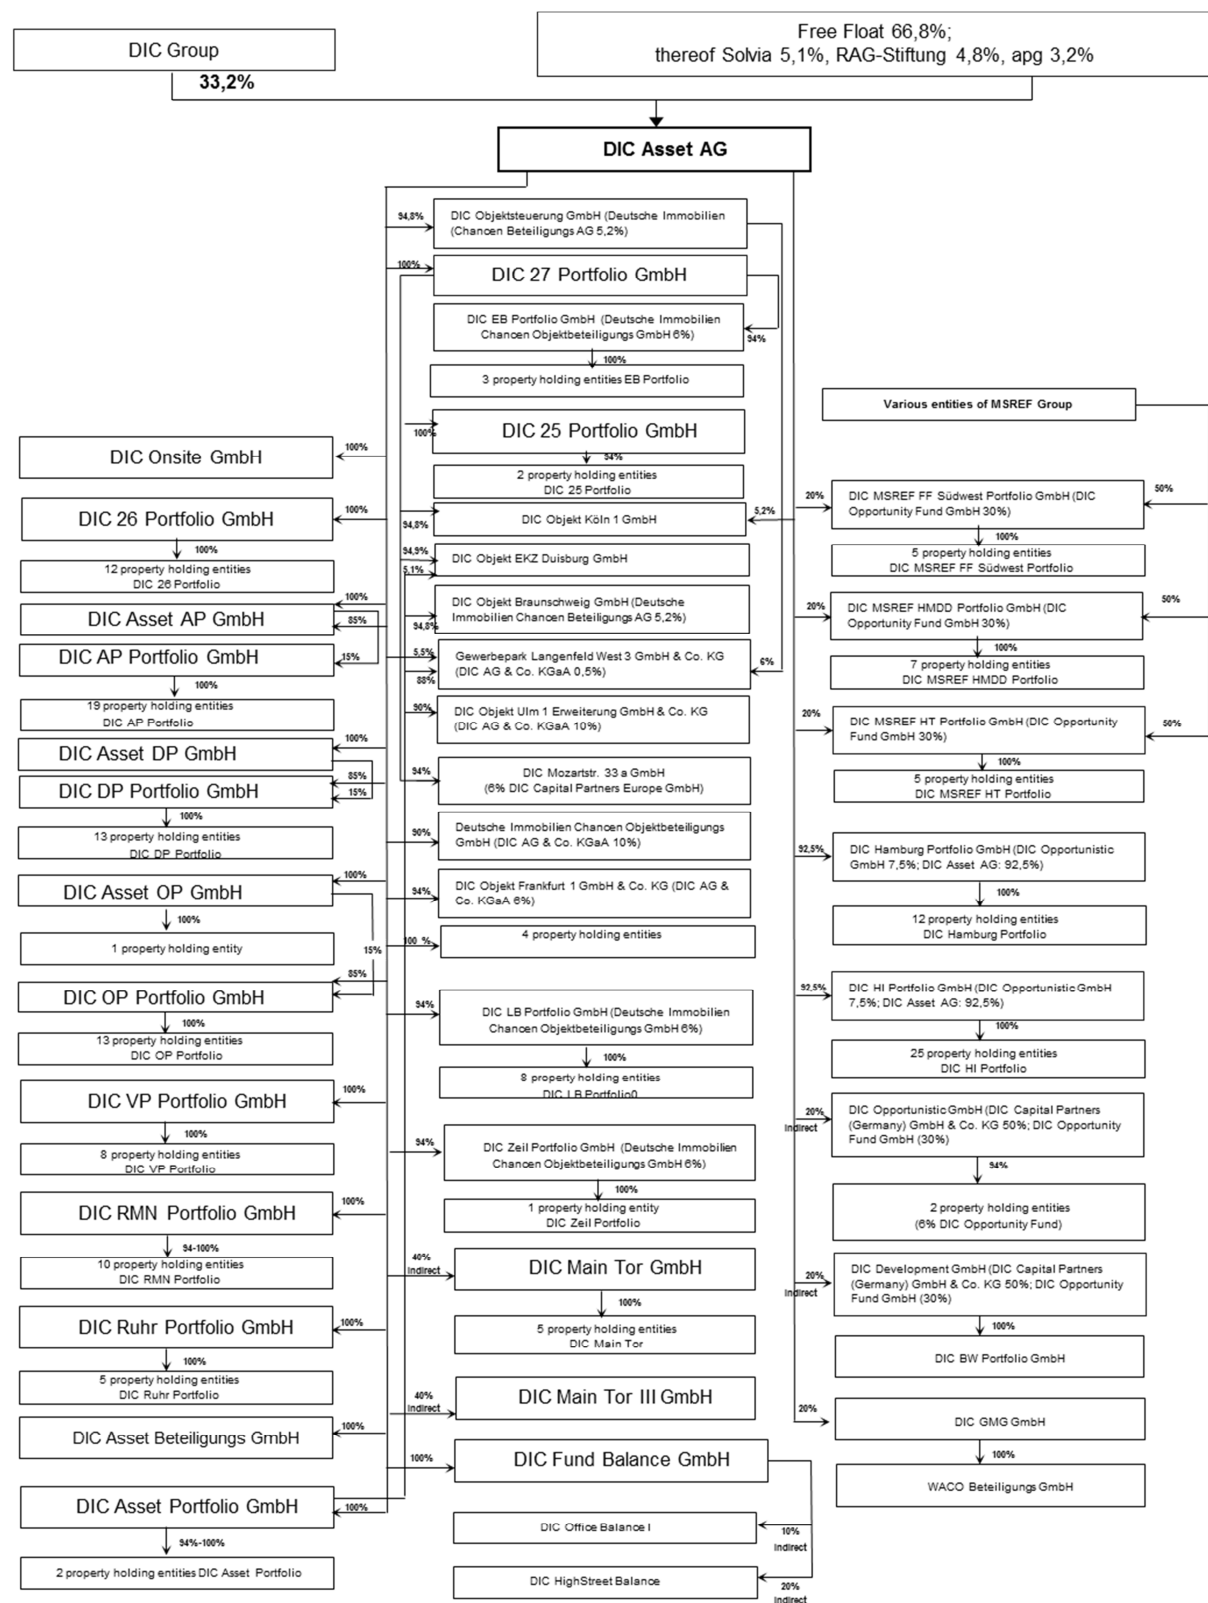 DIC Group
33,2%
Free Float 66,8%;
thereof Solvia 5,1%, RAG-Stiftung 4,8%, apg 3,2%
DIC Asset AG
94,8%
DIC Objektsteuerung GmbH (Deutsche Immobilien
(Chancen Beteiligungs AG 5,2%)
100%
DIC 27 Portfolio GmbH
DIC EB Portfolio GmbH (Deutsche Immobilien
Chancen Objektbeteiligungs GmbH 6%)
94%
100%
3 property holding entities EB Portfolio
100%
DIC 25 Portfolio GmbH
94%
2 property holding entities
DIC 25 Portfolio
94,8%
DIC Objekt Köln 1 GmbH
5,2%
94,9%
5,1%
DIC Objekt EKZ Duisburg GmbH
94,8%
DIC Objekt Braunschweig GmbH (Deutsche
Immobilien Chancen Beteiligungs AG 5,2%)
5,5%
88%
Gewerbepark Langenfeld West 3 GmbH & Co. KG
(DIC AG & Co. KGaA 0,5%)
6%
90%
DIC Objekt Ulm 1 Erweiterung GmbH & Co. KG
(DIC AG & Co. KGaA 10%)
94%
DIC Mozartstr. 33 a GmbH
(6% DIC Capital Partners Europe GmbH)
90%
Deutsche Immobilien Chancen Objektbeteiligungs
GmbH (DIC AG & Co. KGaA 10%)
94%
DIC Objekt Frankfurt 1 GmbH & Co. KG (DIC AG &
Co. KGaA 6%)
100 %
4 property holding entities
94%
DIC LB Portfolio GmbH (Deutsche Immobilien
Chancen Objektbeteiligungs GmbH 6%)
100%
8 property holding entities
DIC LB Portfolio0
94%
DIC Zeil Portfolio GmbH (Deutsche Immobilien
Chancen Objektbeteiligungs GmbH 6%)
100%
1 property holding entity
DIC Zeil Portfolio
40%
indirect
DIC Main Tor GmbH
100%
5 property holding entities
DIC Main Tor
40%
indirect
DIC Main Tor III GmbH
100%
DIC Fund Balance GmbH
DIC Office Balance I
10%
indirect
DIC HighStreet Balance
20%
indirect
DIC Onsite GmbH
100%
DIC 26 Portfolio GmbH
100%
100%
12 property holding entities
DIC 26 Portfolio
DIC Asset AP GmbH
100%
85%
DIC AP Portfolio GmbH
15%
100%
19 property holding entities
DIC AP Portfolio
DIC Asset DP GmbH
100%
DIC DP Portfolio GmbH
85%
15%
100%
13 property holding entities
DIC DP Portfolio
DIC Asset OP GmbH
100%
100%
1 property holding entity
15%
85%
DIC OP Portfolio GmbH
100%
13 property holding entities
DIC OP Portfolio
DIC VP Portfolio GmbH
100%
100%
8 property holding entities
DIC VP Portfolio
DIC RMN Portfolio GmbH
100%
94-100%
10 property holding entities
DIC RMN Portfolio
DIC Ruhr Portfolio GmbH
100%
100%
5 property holding entities
DIC Ruhr Portfolio
DIC Asset Beteiligungs GmbH
100%
DIC Asset Portfolio GmbH
100%
94%-100%
2 property holding entities DIC Asset Portfolio
Various entities of MSREF Group
20%
DIC MSREF FF Südwest Portfolio GmbH (DIC
Opportunity Fund GmbH 30%)
50%
100%
5 property holding entities
DIC MSREF FF Südwest Portfolio
20%
DIC MSREF HMDD Portfolio GmbH (DIC
Opportunity Fund GmbH 30%)
50%
100%
7 property holding entities
DIC MSREF HMDD Portfolio
20%
DIC MSREF HT Portfolio GmbH (DIC Opportunity
Fund GmbH 30%)
50%
100%
5 property holding entities
DIC MSREF HT Portfolio
92,5%
DIC Hamburg Portfolio GmbH (DIC Opportunistic
GmbH 7,5%; DIC Asset AG: 92,5%)
100%
12 property holding entities
DIC Hamburg Portfolio
92,5%
DIC HI Portfolio GmbH (DIC Opportunistic GmbH
7,5%; DIC Asset AG: 92,5%)
100%
25 property holding entities
DIC HI Portfolio
20%
indirect
DIC Opportunistic GmbH (DIC Capital Partners
(Germany) GmbH & Co. KG 50%; DIC Opportunity
Fund GmbH (30%)
94%
2 property holding entities
(6% DIC Opportunity Fund)
20%
indirect
DIC Development GmbH (DIC Capital Partners
(Germany) GmbH & Co. KG 50%; DIC Opportunity
Fund GmbH (30%)
100%
DIC BW Portfolio GmbH
20%
DIC GMG GmbH
100%
WACO Beteiligungs GmbH